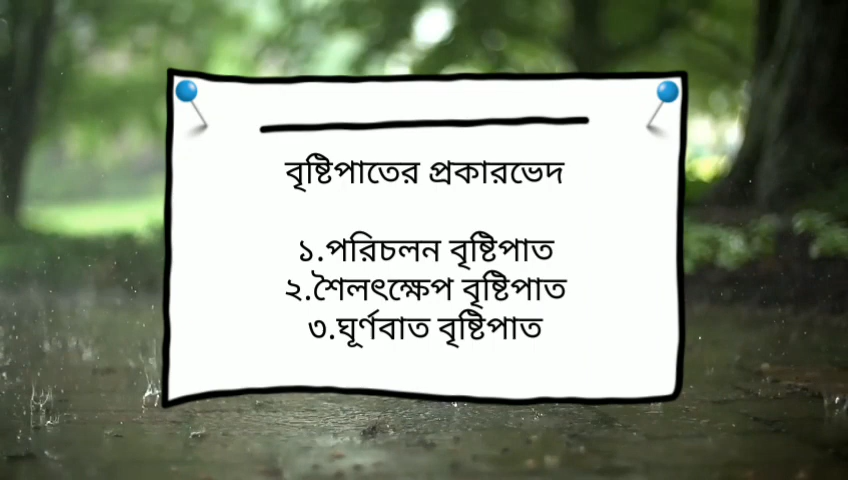 বৃষ্টিপাতের প্রকারভেদ
১.পরিচলন বৃষ্টিপাত
২.শৈলৎক্ষেপ বৃষ্টিপাত
৩.ঘূর্ণবাত বৃষ্টিপাত